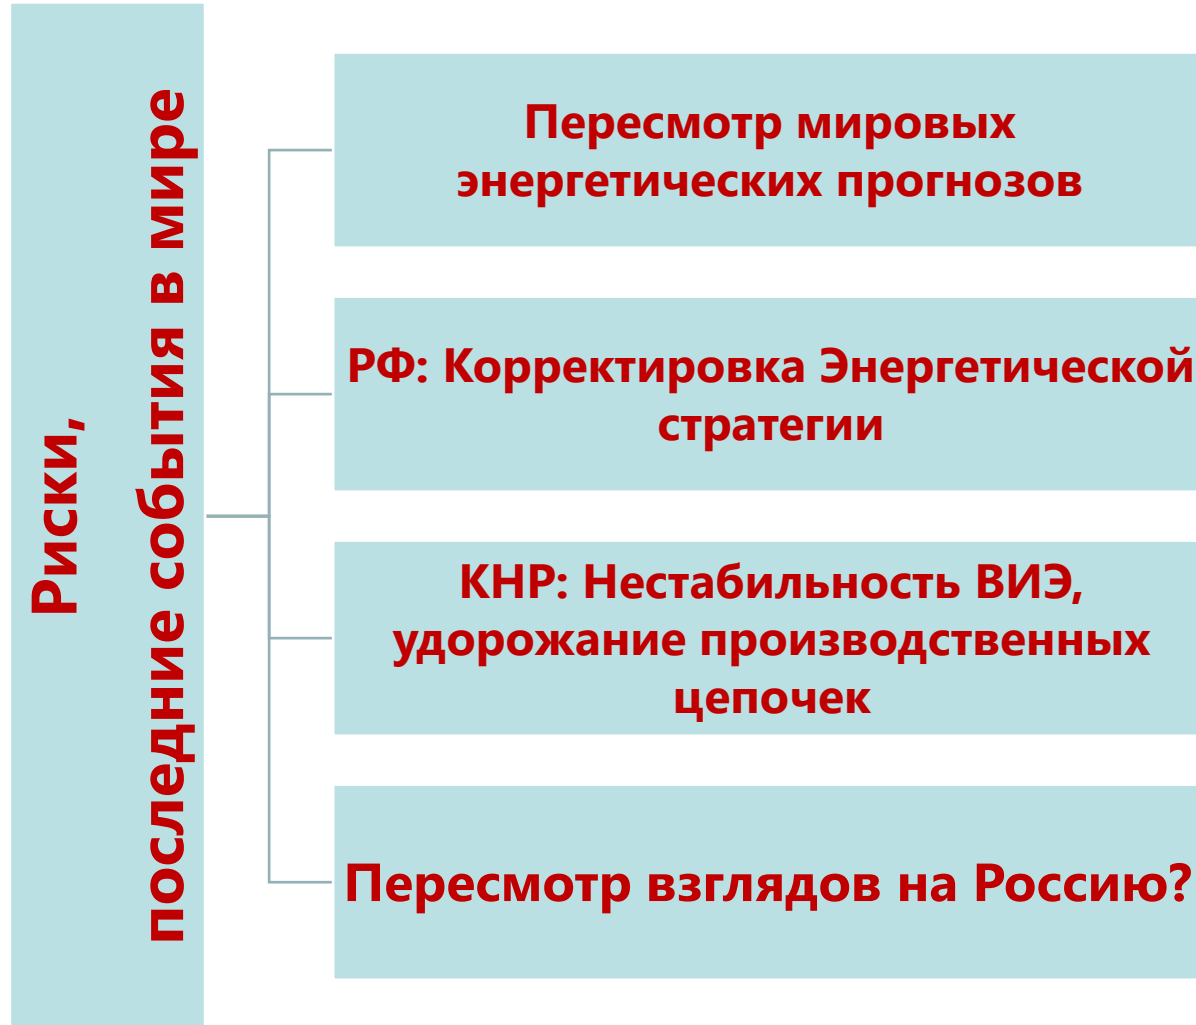 Риски,
последние события в мире
Пересмотр мировых
энергетических прогнозов
РФ: Корректировка Энергетической
стратегии
КНР: Нестабильность ВИЭ,
удорожание производственных
цепочек
Пересмотр взглядов на Россию?